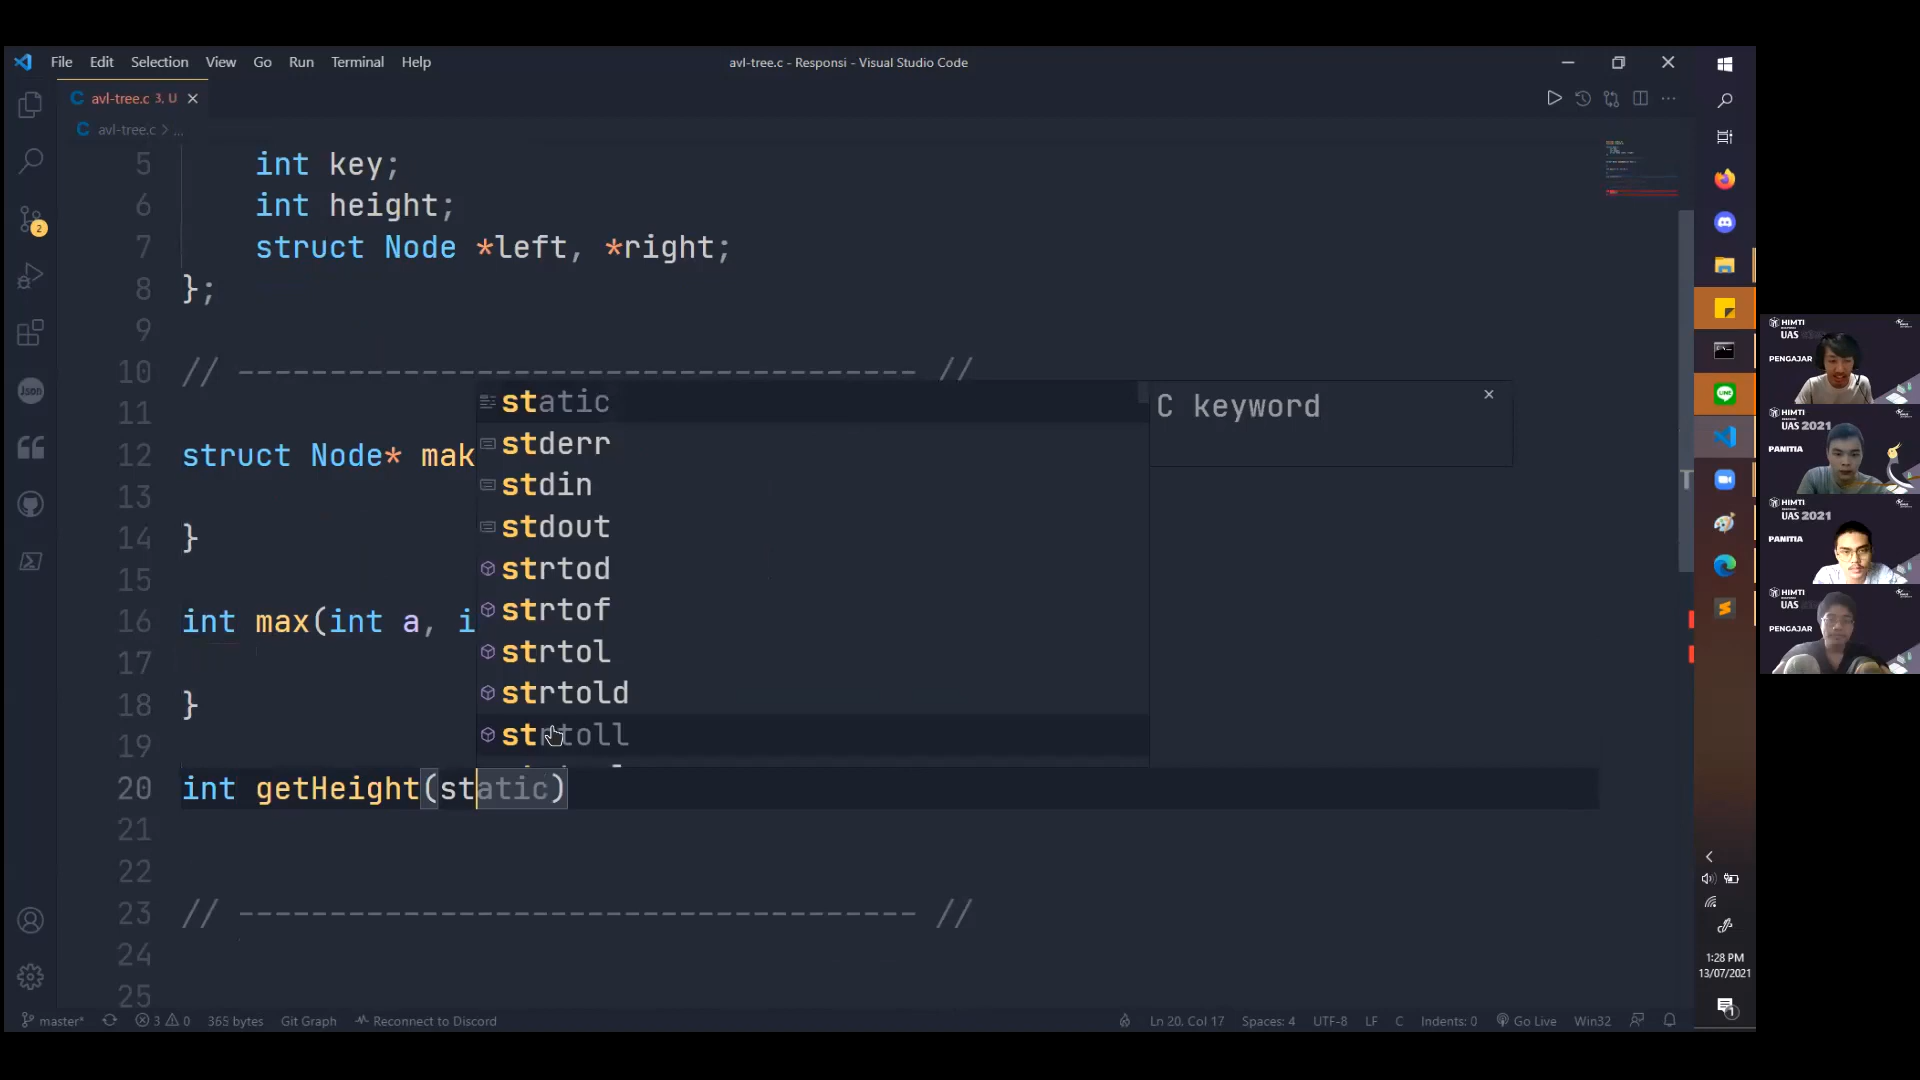 File Edit Selection View Go Run Terminal Help
avl-tree.c - Responsi - Visual Studio Code
C avl-tree.c 3, U
C avl-tree.c > ...
5 int key;
6 int height;
7 struct Node *left, *right;
8 };
9
10 // ------------------------------------- //
11
12 struct Node* mak
13
14 }
15
16 int max(int a, i
17
18 }
19
20 int getHeight(static)
21
22
23 // ------------------------------------- //
24
25
static
stderr
stdin
stdout
strtod
strtof
strtol
strtold
strtoll
C keyword
2
Json
master*
3 0
365 bytes
Git Graph
Reconnect to Discord
Ln 20, Col 17
Spaces: 4
UTF-8
LF
C
Indents: 0
Go Live
Win32
LINE
1:28 PM
13/07/2021
1
HIMTI
UAS
PENGAJAR
HIMTI
UAS 2021
PANITIA
HIMTI
UAS 2021
PANITIA
HIMTI
UAS
PENGAJAR